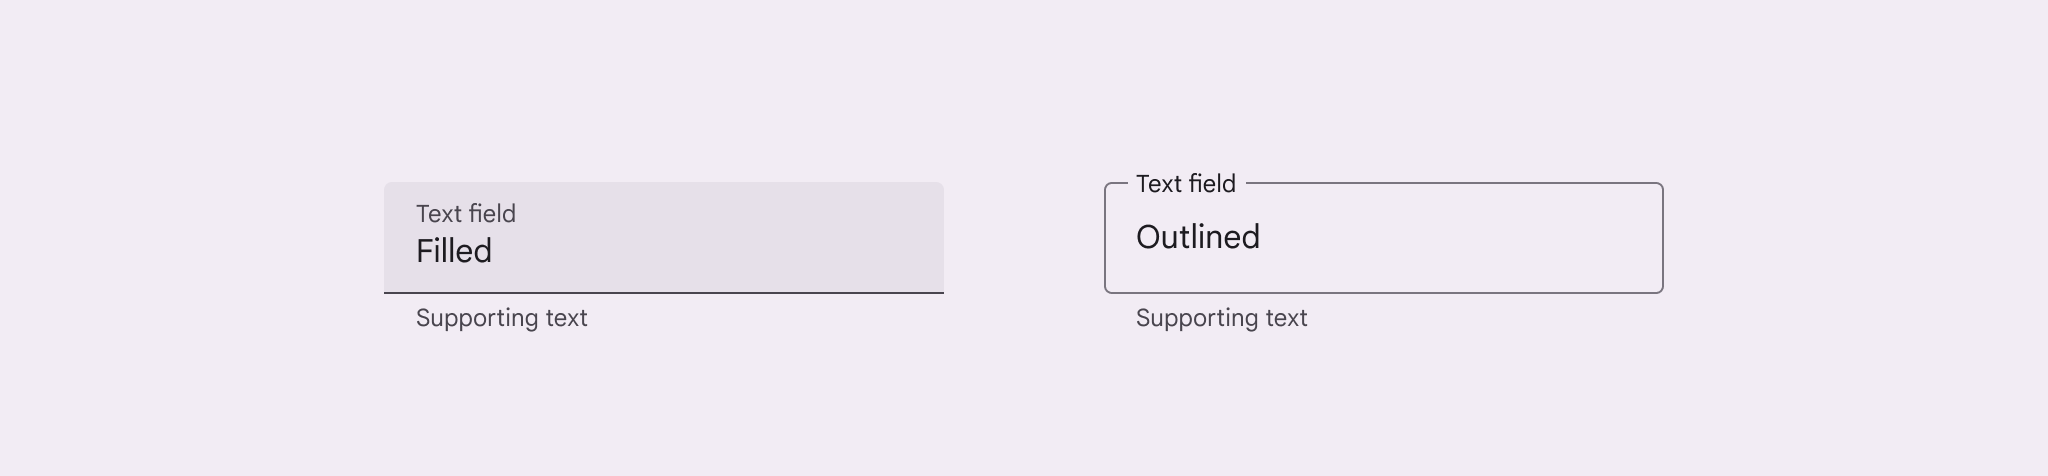 Text field
Filled
Supporting text
Text field
Outlined
Supporting text